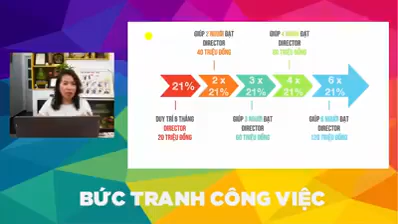 GIÚP 2 NGƯỜI ĐẠT
DIRECTOR
40 TRIỆU ĐỒNG
GIÚP 4 NGƯỜI ĐẠT
DIRECTOR
80 TRIỆU ĐỒNG
21%
2 x
21%
3 x
21%
4 x
21%
6 x
21%
DUY TRÌ 6 THÁNG
DIRECTOR
20 TRIỆU ĐỒNG
GIÚP 3 NGƯỜI ĐẠT
DIRECTOR
60 TRIỆU ĐỒNG
GIÚP 6 NGƯỜI ĐẠT
DIRECTOR
120 TRIỆU ĐỒNG
BỨC TRANH CÔNG VIỆC